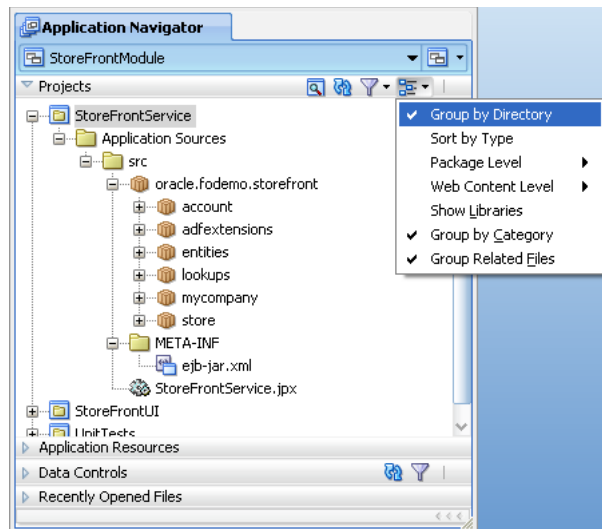 Application Navigator
StoreFrontModule
Projects
StoreFrontService
Application Sources
src
oracle.fodemo.storefront
account
adfextensions
entities
lookups
mycompany
store
META-INF
ejb-jar.xml
StoreFrontService.jpx
StoreFrontUI
UnitTests
Application Resources
Data Controls
Recently Opened Files
Group by Directory
Sort by Type
Package Level
Web Content Level
Show Libraries
Group by Category
Group Related Files